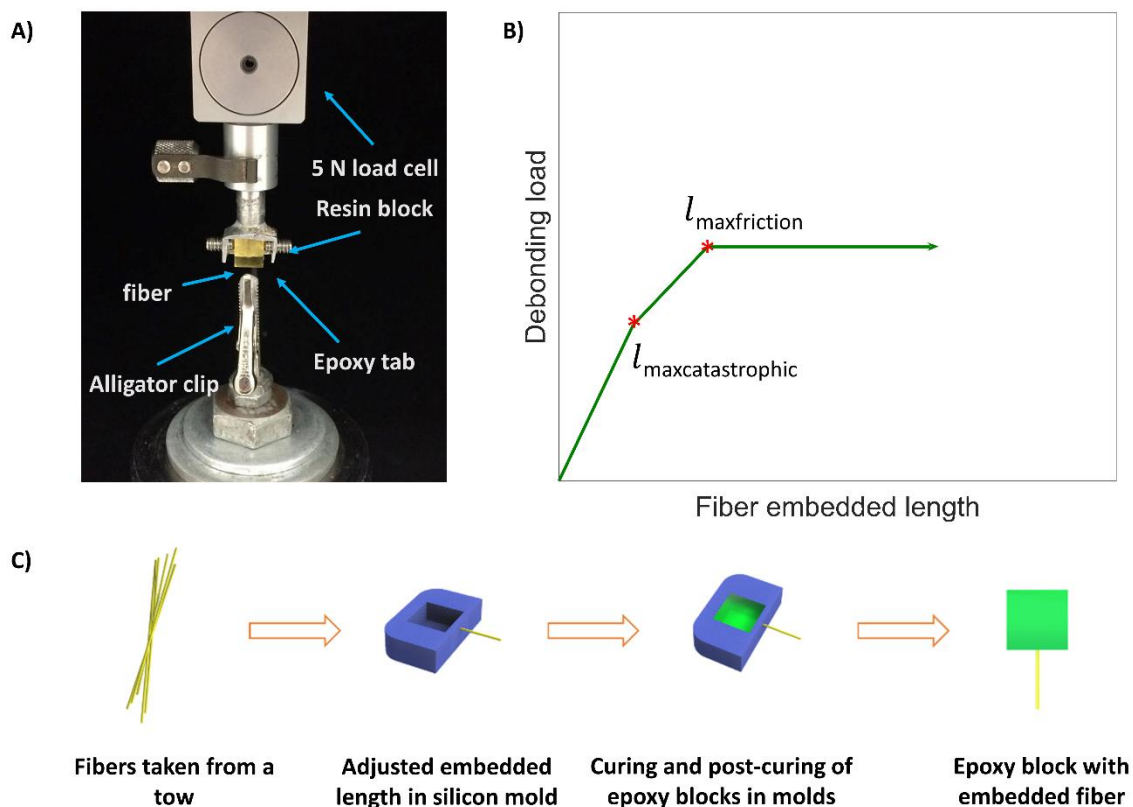 A)
5 N load cell
Resin block
fiber
Epoxy tab
Alligator clip
B)
Debonding load
lmaxfriction
lmaxcatastrophic
Fiber embedded length
C)
Fibers taken from a
tow
Adjusted embedded
length in silicon mold
Curing and post-curing of
epoxy blocks in molds
Epoxy block with
embedded fiber